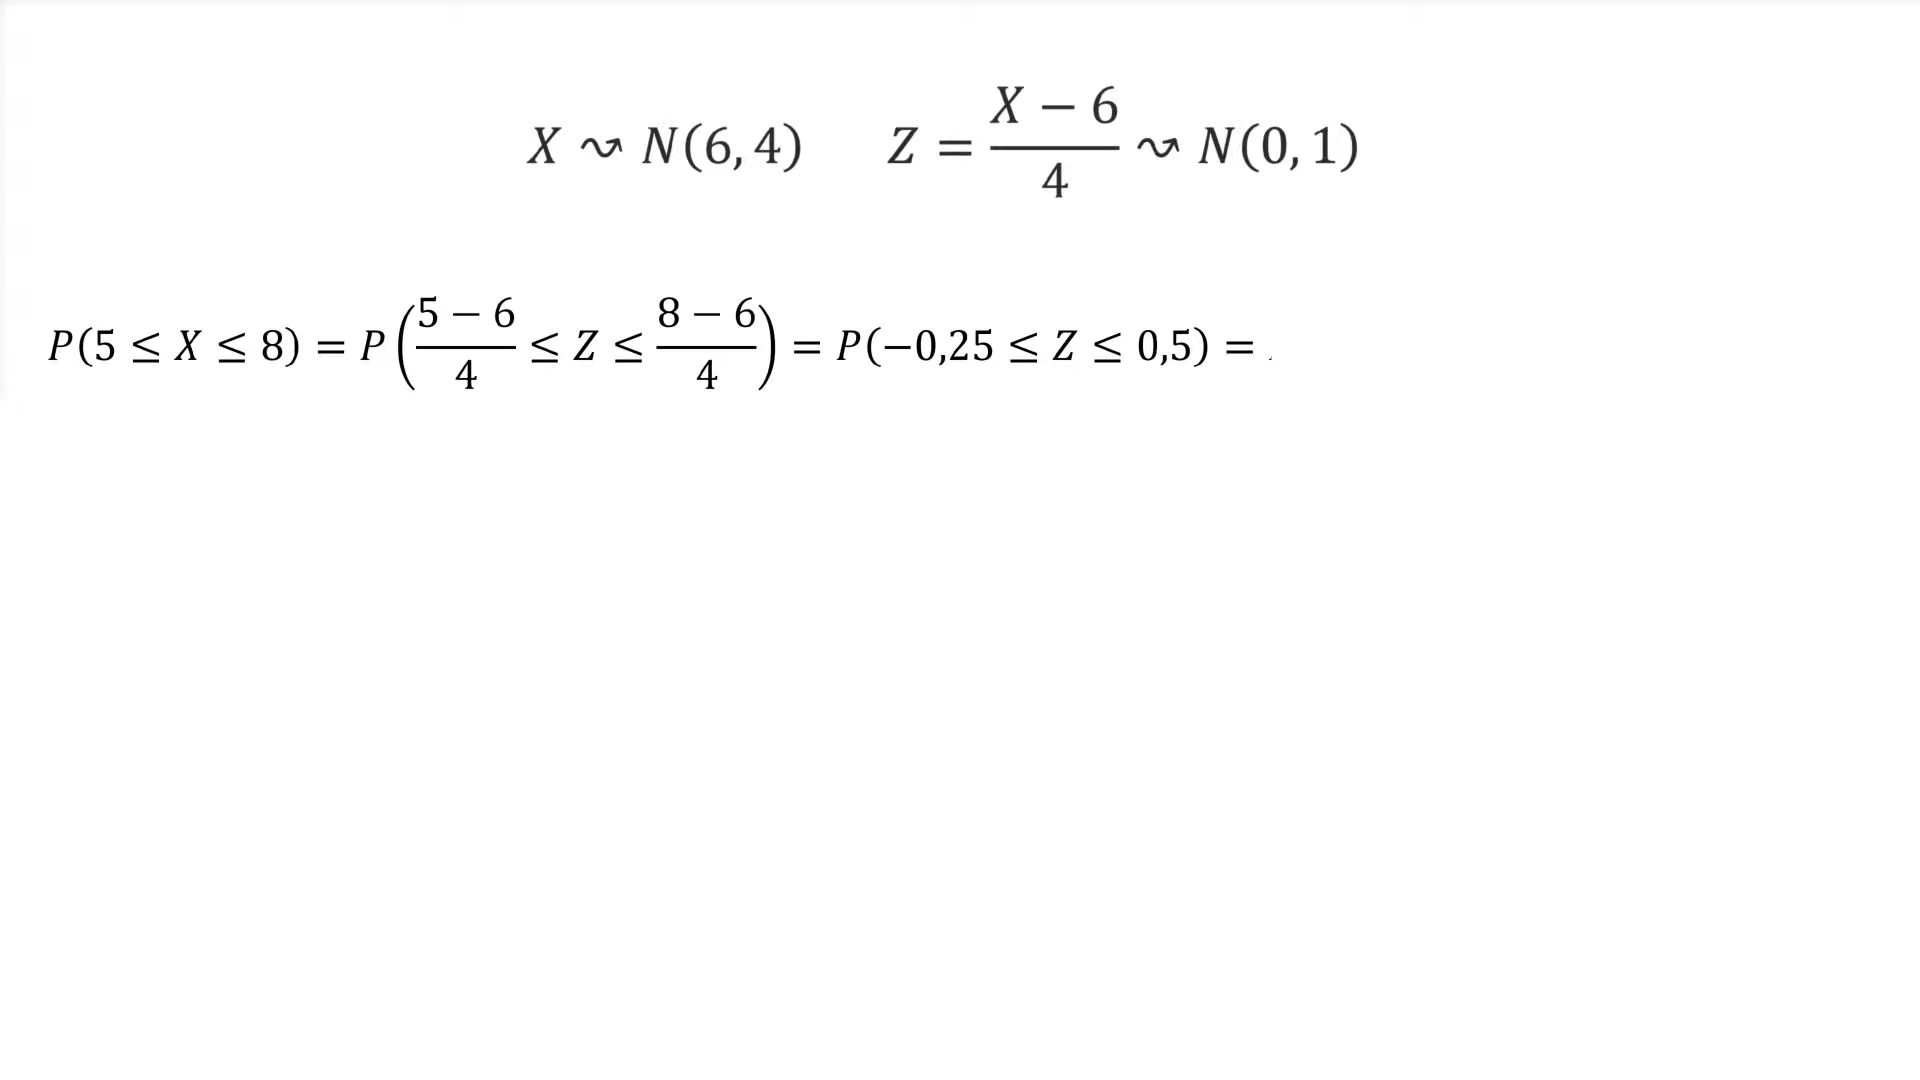 X ⇝ N(6, 4) Z = (X − 6)/4 ⇝ N(0, 1)
P(5 ≤ X ≤ 8) = P((5 − 6)/4 ≤ Z ≤ (8 − 6)/4) = P(−0,25 ≤ Z ≤ 0,5) =